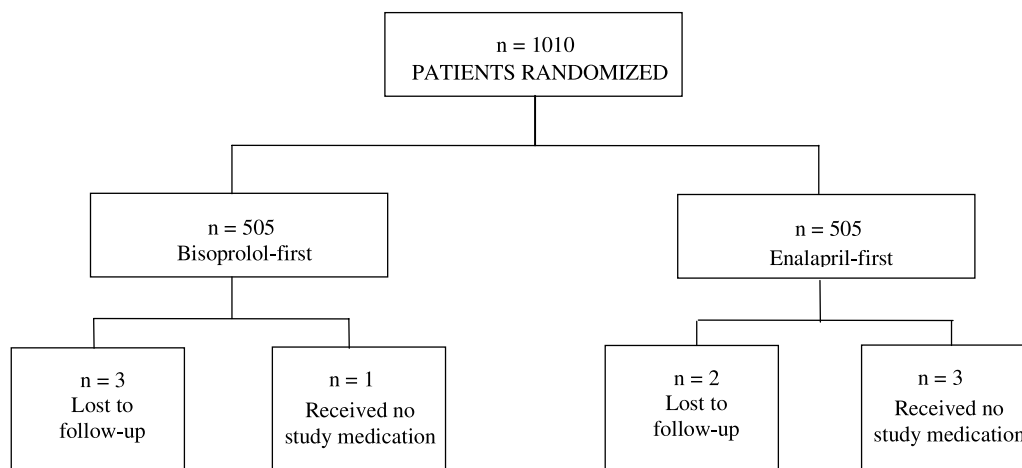 n = 1010
PATIENTS RANDOMIZED
n = 505
Bisoprolol-first
n = 505
Enalapril-first
n = 3
Lost to
follow-up
n = 1
Received no
study medication
n = 2
Lost to
follow-up
n = 3
Received no
study medication